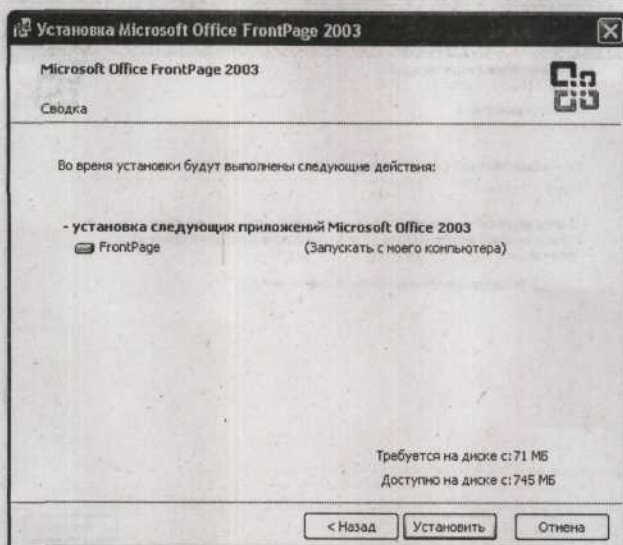 Установка Microsoft Office FrontPage 2003
Microsoft Office FrontPage 2003
Сводка
Во время установки будут выполнены следующие действия:
- установка следующих приложений Microsoft Office 2003
FrontPage (Запускать с моего компьютера)
Требуется на диске c: 71 МБ
Доступно на диске c: 745 МБ
< Назад Установить Отмена